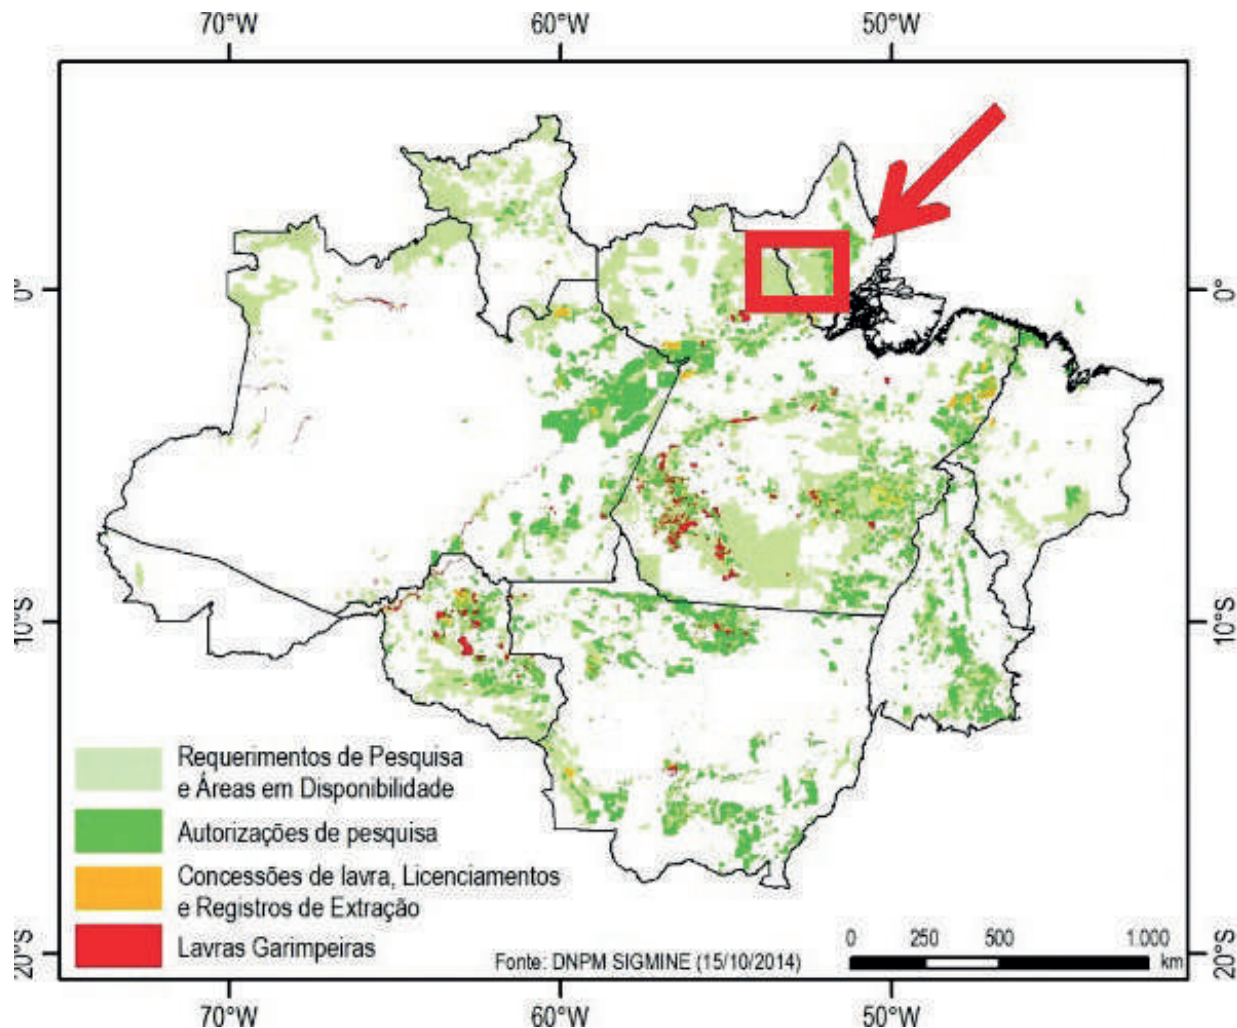 70°W 60°W 50°W
0° 0°
10°S 10°S
Requerimentos de Pesquisa
e Áreas em Disponibilidade
Autorizações de pesquisa
Concessões de lavra, Licenciamentos
e Registros de Extração
Lavras Garimpeiras
Fonte: DNPM SIGMINE (15/10/2014)
0 250 500 1.000
km
20°S 20°S
70°W 60°W 50°W